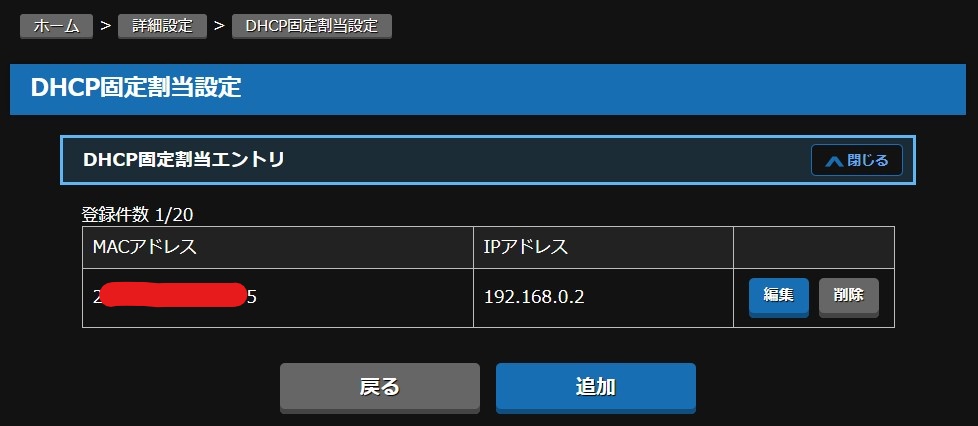 ホーム > 詳細設定 > DHCP固定割当設定
DHCP固定割当設定
DHCP固定割当エントリ 閉じる
登録件数 1/20
MACアドレス IPアドレス
2 5 192.168.0.2 編集 削除
戻る 追加